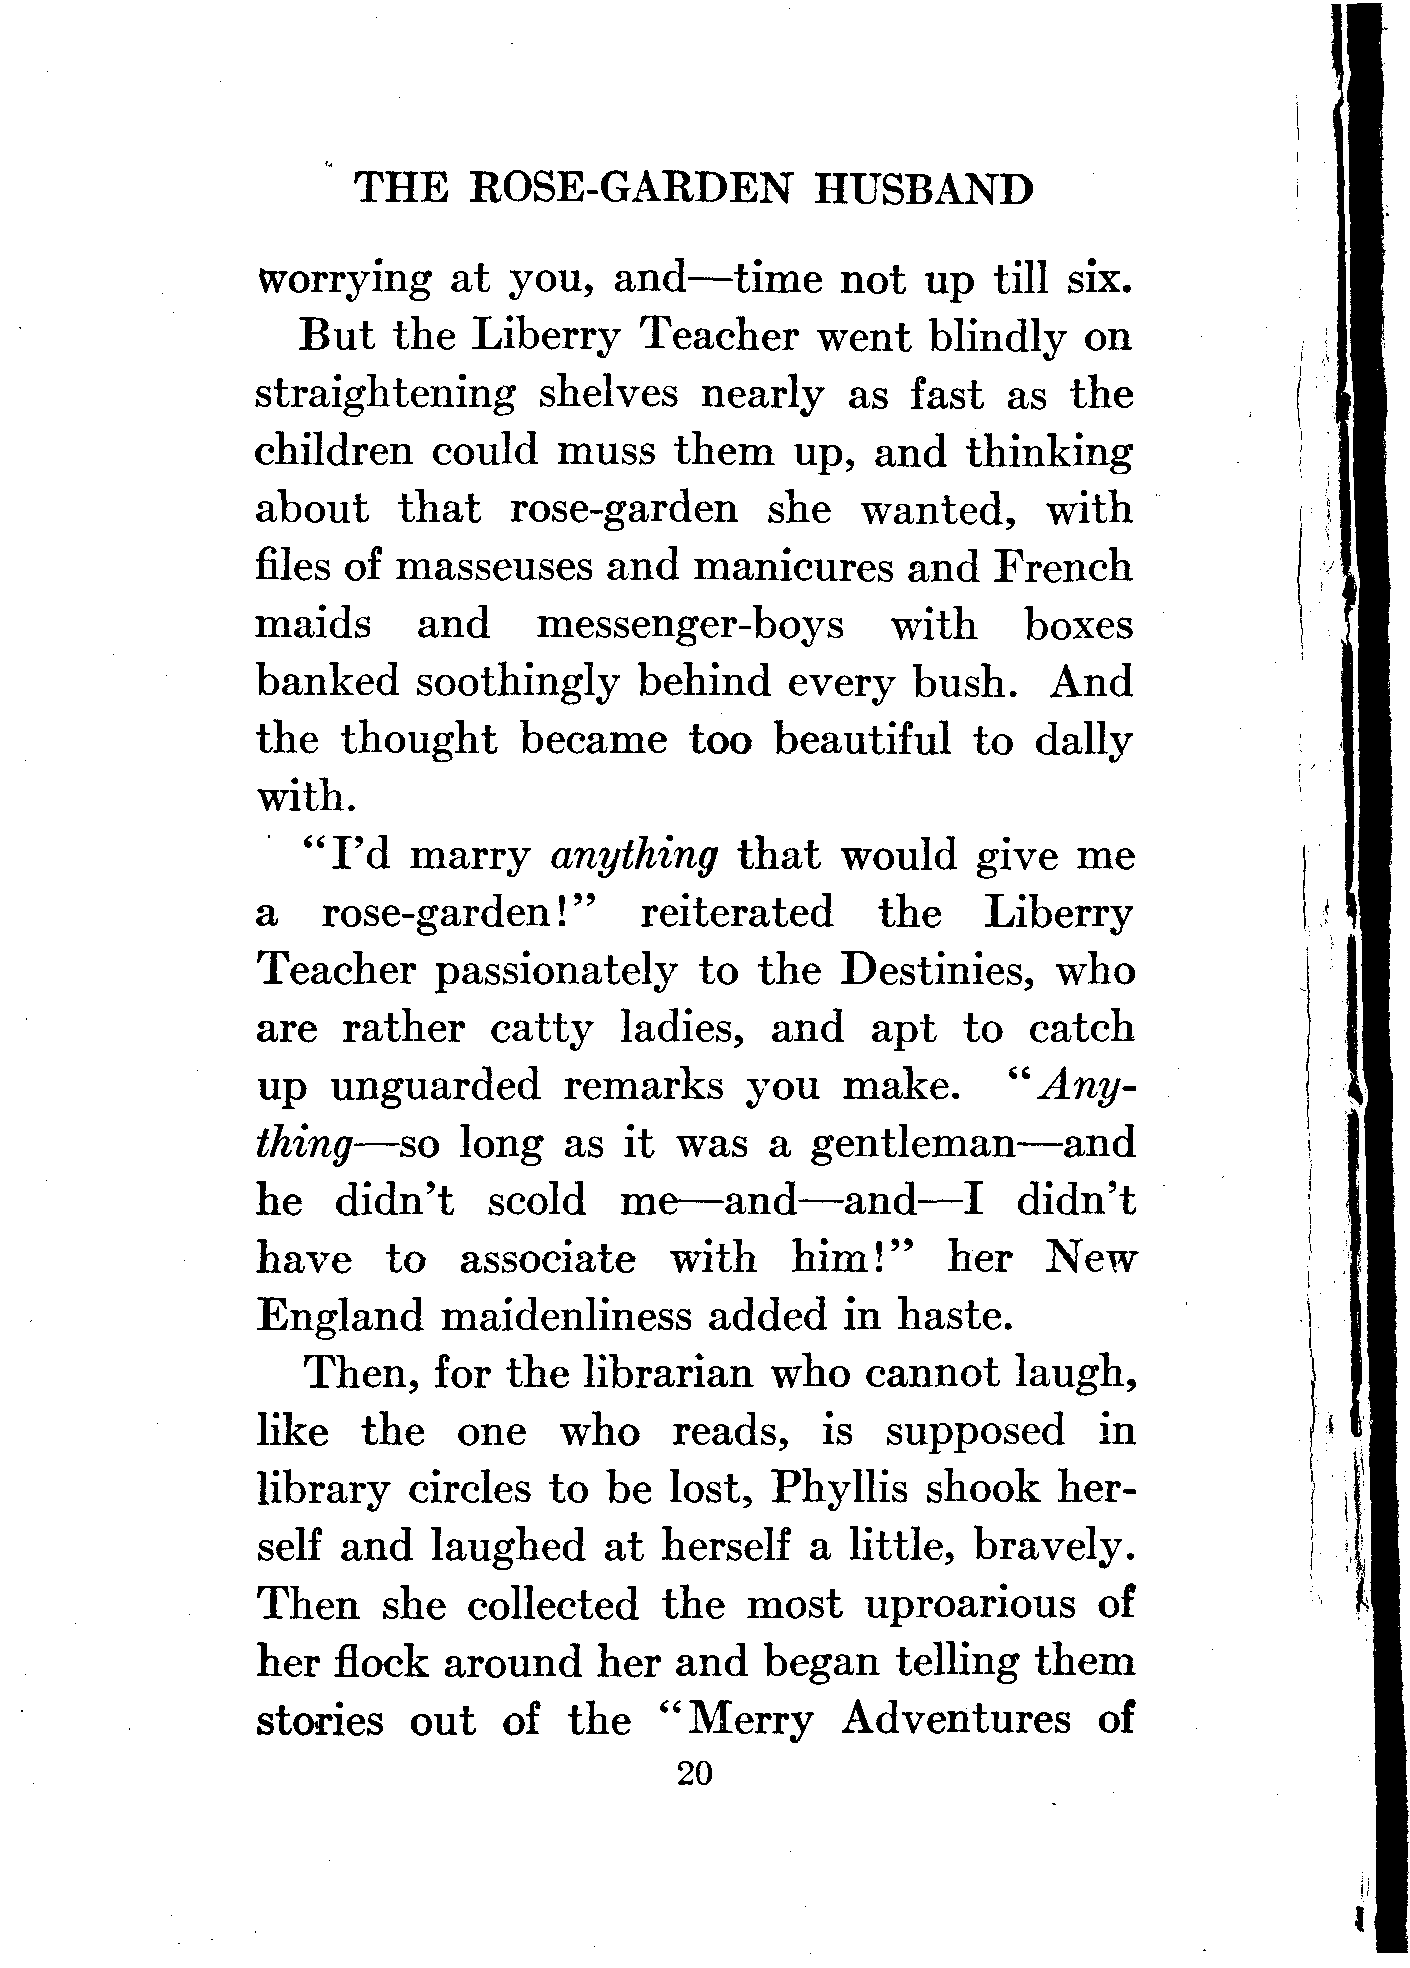 THE ROSE-GARDEN HUSBAND
worrying at you, and—time not up till six.
But the Liberry Teacher went blindly on
straightening shelves nearly as fast as the
children could muss them up, and thinking
about that rose-garden she wanted, with
files of masseuses and manicures and French
maids and messenger-boys with boxes
banked soothingly behind every bush. And
the thought became too beautiful to dally
with.
“I’d marry anything that would give me
a rose-garden!” reiterated the Liberry
Teacher passionately to the Destinies, who
are rather catty ladies, and apt to catch
up unguarded remarks you make. “Any-
thing—so long as it was a gentleman—and
he didn’t scold me—and—and—I didn’t
have to associate with him!” her New
England maidenliness added in haste.
Then, for the librarian who cannot laugh,
like the one who reads, is supposed in
library circles to be lost, Phyllis shook her-
self and laughed at herself a little, bravely.
Then she collected the most uproarious of
her flock around her and began telling them
stories out of the “Merry Adventures of
20